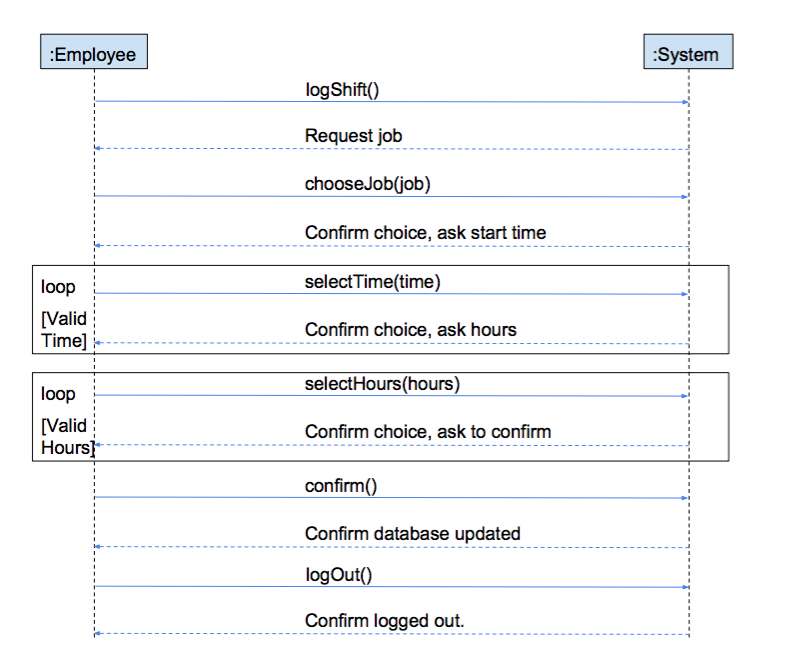 :Employee
:System
logShift()
Request job
chooseJob(job)
Confirm choice, ask start time
loop
selectTime(time)
[Valid
Time]
Confirm choice, ask hours
loop
selectHours(hours)
[Valid
Hours]
Confirm choice, ask to confirm
confirm()
Confirm database updated
logOut()
Confirm logged out.